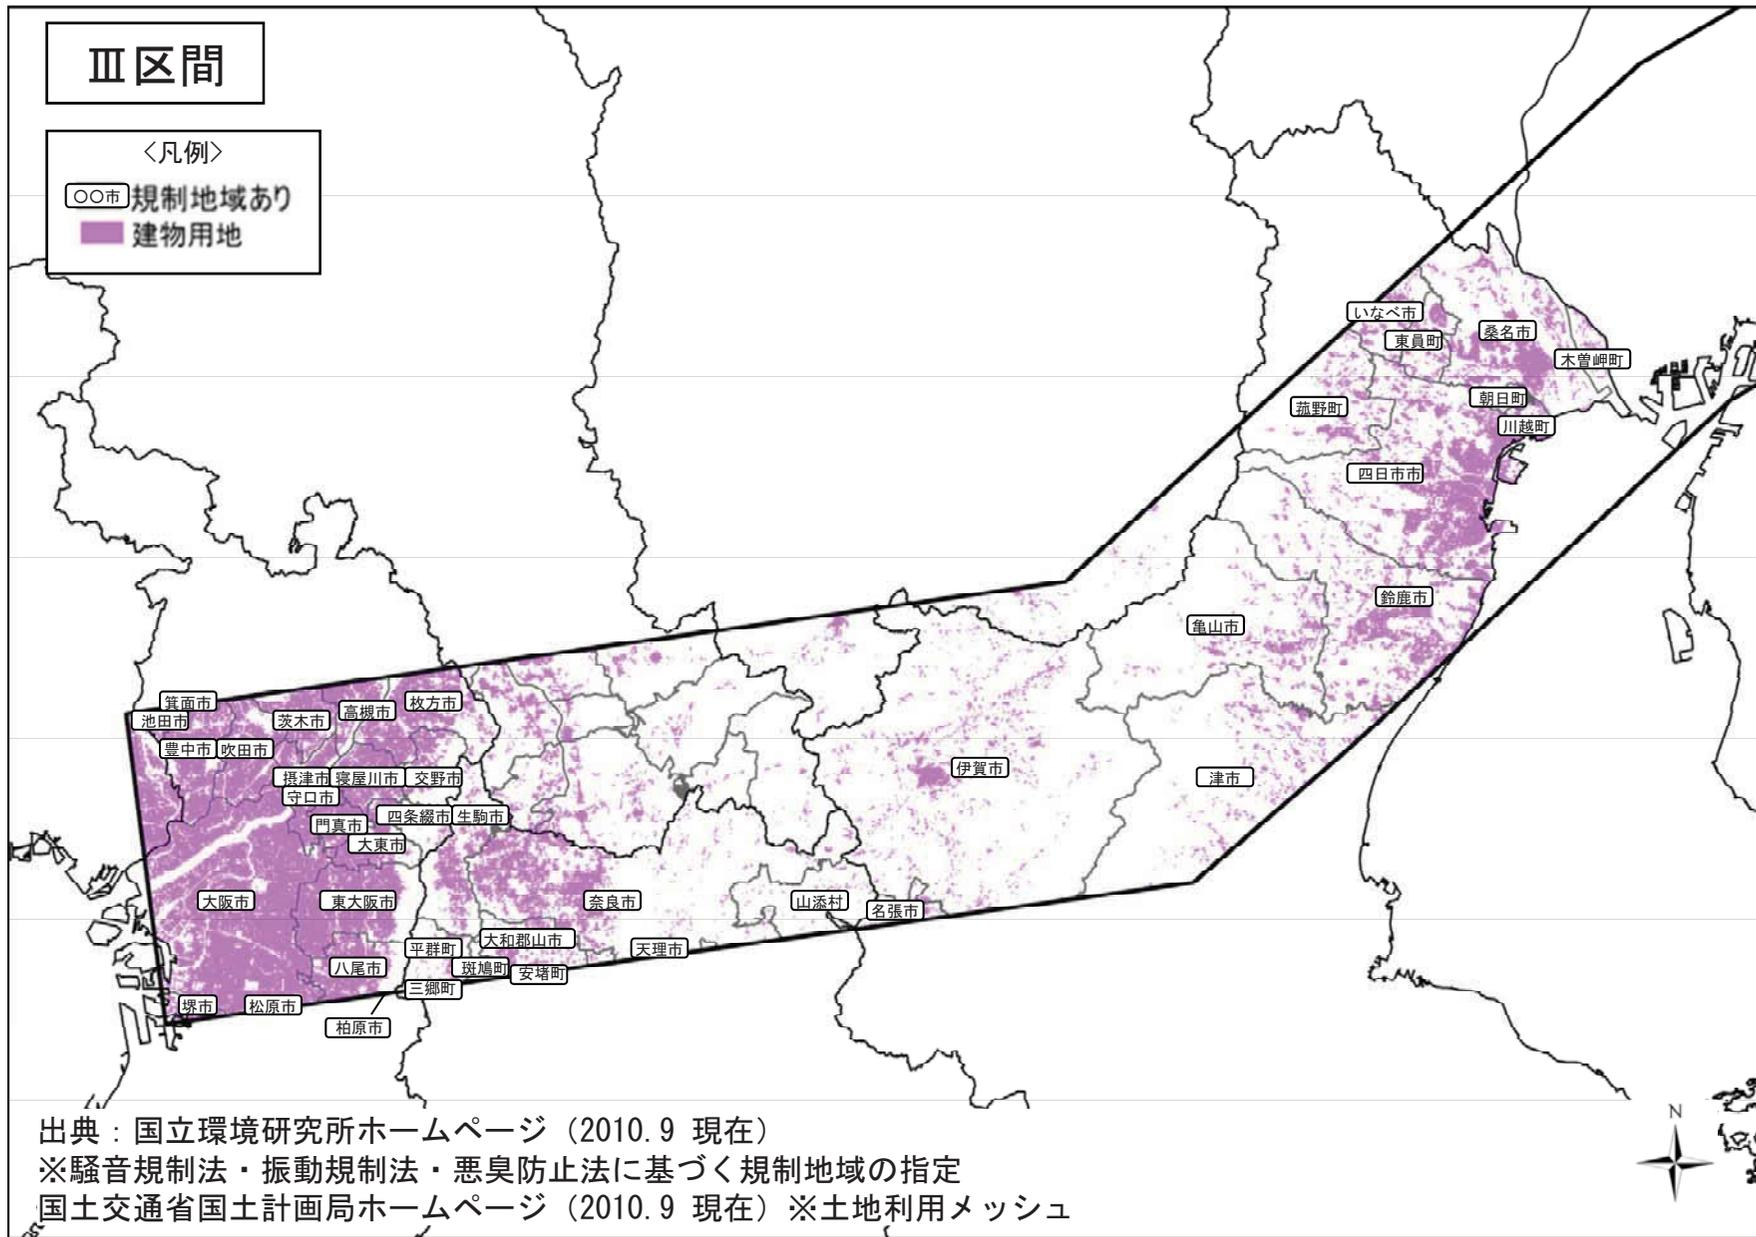 Ⅲ区間
〈凡例〉
○○市 規制地域あり
建物用地
いなべ市
桑名市
東員町
木曽岬町
朝日町
菰野町
川越町
四日市市
鈴鹿市
亀山市
箕面市
池田市
茨木市
高槻市
枚方市
豊中市
吹田市
摂津市
寝屋川市
交野市
伊賀市
津市
守口市
門真市
四条綴市
生駒市
大東市
大阪市
東大阪市
奈良市
山添村
名張市
平群町
大和郡山市
天理市
八尾市
斑鳩町
安堵町
三郷町
堺市
松原市
柏原市
出典：国立環境研究所ホームページ（2010.9 現在）
※騒音規制法・振動規制法・悪臭防止法に基づく規制地域の指定
国土交通省国土計画局ホームページ（2010.9 現在）※土地利用メッシュ
N